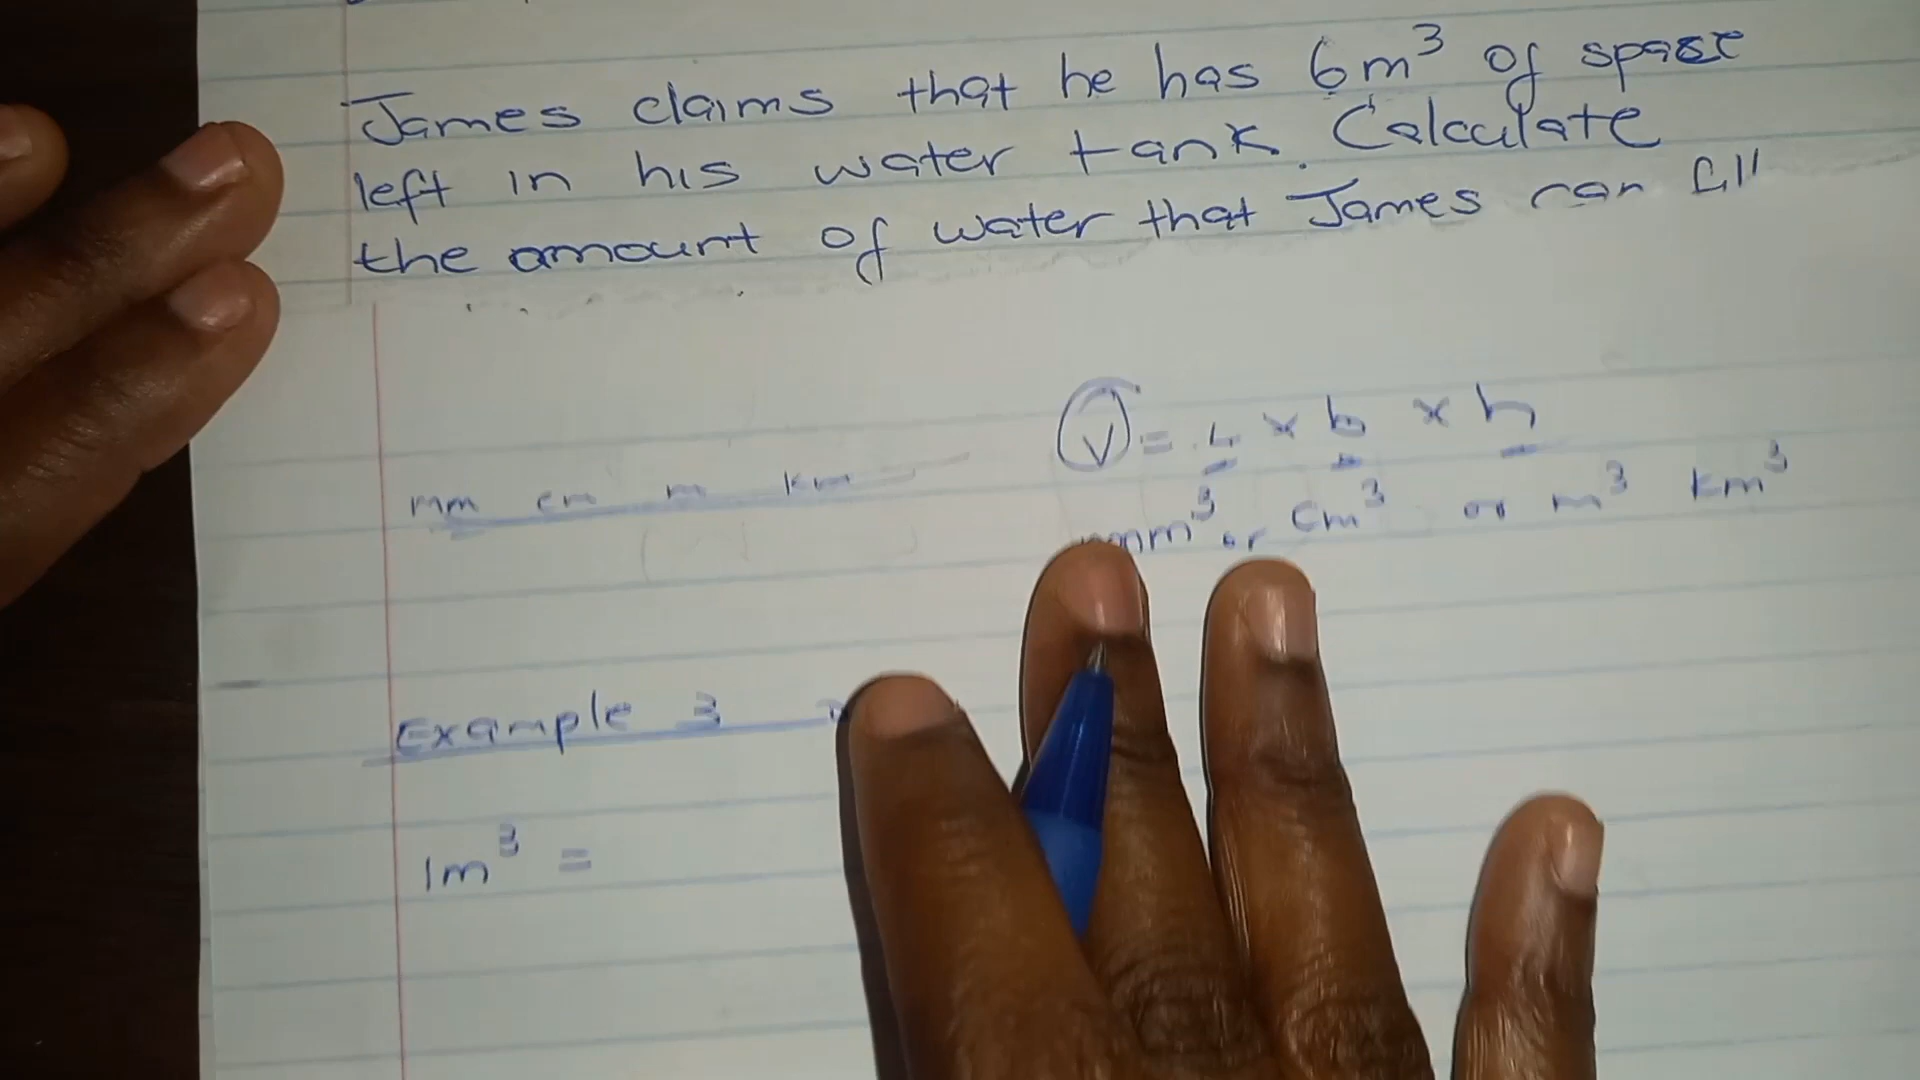 James claims that he has 6m³ of space
left in his water tank. Calculate
the amount of water that James can fill
V = L × b × h
mm cm m km
mm³ or cm³ or m³ km³
Example 3
1m³ =